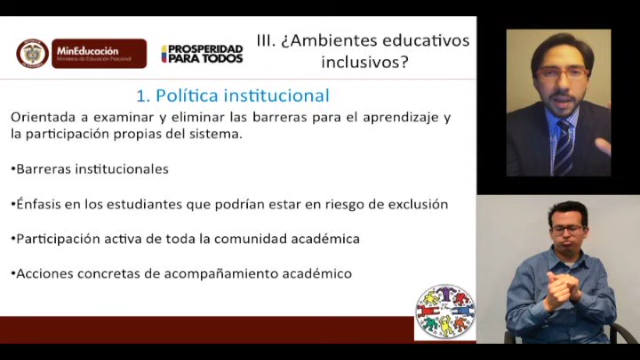 MinEducación
Ministerio de Educación Nacional
PROSPERIDAD
PARA TODOS
III. ¿Ambientes educativos
inclusivos?
1. Política institucional
Orientada a examinar y eliminar las barreras para el aprendizaje y
la participación propias del sistema.
•Barreras institucionales
•Énfasis en los estudiantes que podrían estar en riesgo de exclusión
•Participación activa de toda la comunidad académica
•Acciones concretas de acompañamiento académico